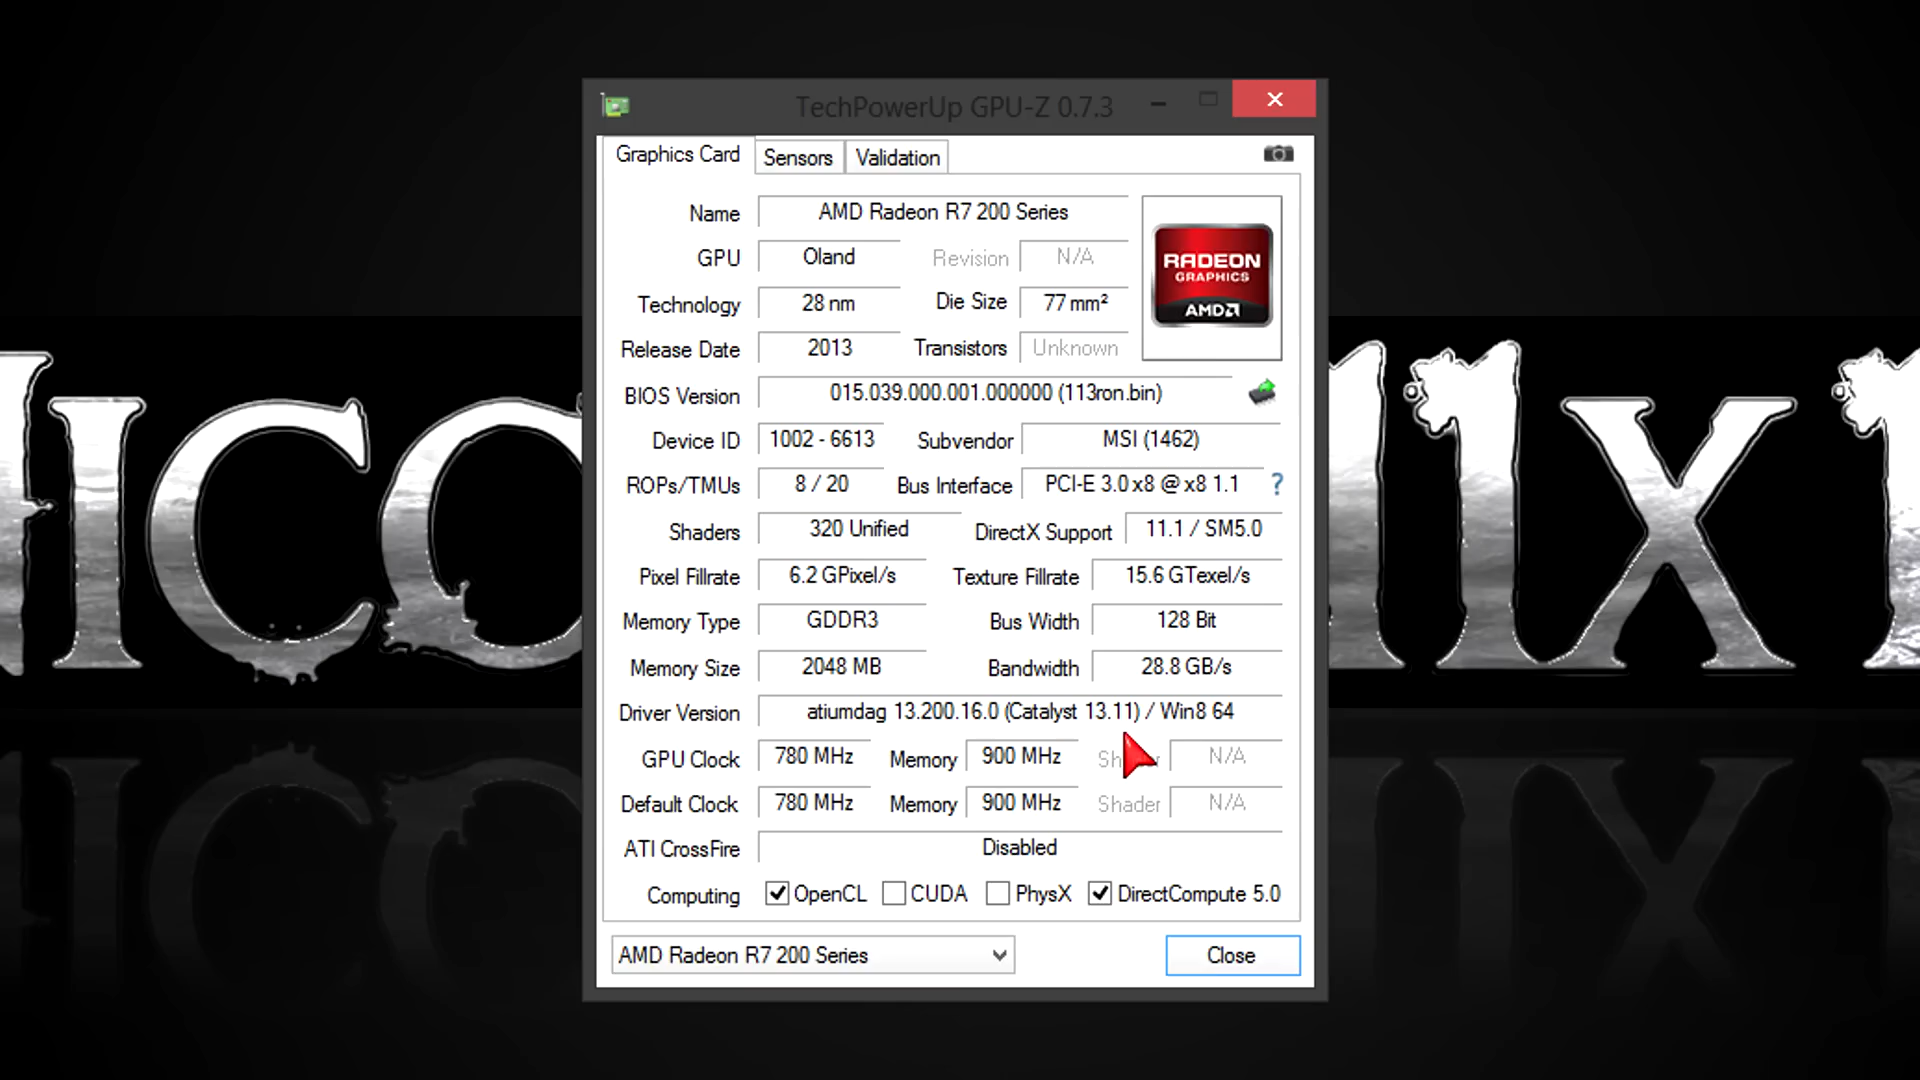 TechPowerUp GPU-Z 0.7.3
Graphics Card Sensors Validation
Name AMD Radeon R7 200 Series
GPU Oland Revision N/A
RADEON
GRAPHICS
AMD
Technology 28 nm Die Size 77 mm²
Release Date 2013 Transistors Unknown
BIOS Version 015.039.000.001.000000 (113ron.bin)
Device ID 1002 - 6613 Subvendor MSI (1462)
ROPs/TMUs 8 / 20 Bus Interface PCI-E 3.0 x8 @ x8 1.1 ?
Shaders 320 Unified DirectX Support 11.1 / SM5.0
Pixel Fillrate 6.2 GPixel/s Texture Fillrate 15.6 GTexel/s
Memory Type GDDR3 Bus Width 128 Bit
Memory Size 2048 MB Bandwidth 28.8 GB/s
Driver Version atiumdag 13.200.16.0 (Catalyst 13.11) / Win8 64
GPU Clock 780 MHz Memory 900 MHz N/A
Default Clock 780 MHz Memory 900 MHz Shader N/A
ATI CrossFire Disabled
Computing OpenCL CUDA PhysX DirectCompute 5.0
AMD Radeon R7 200 Series Close